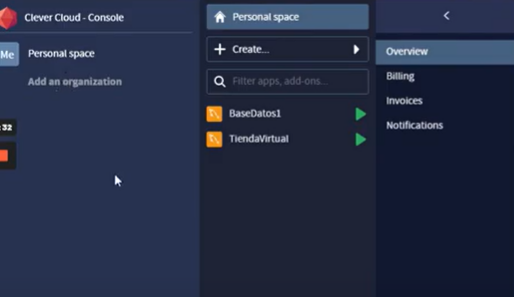 Clever Cloud - Console
Me
Personal space
Add an organization
:32
Personal space
Create...
Filter apps, add-ons...
BaseDatos1
TiendaVirtual
Overview
Billing
Invoices
Notifications